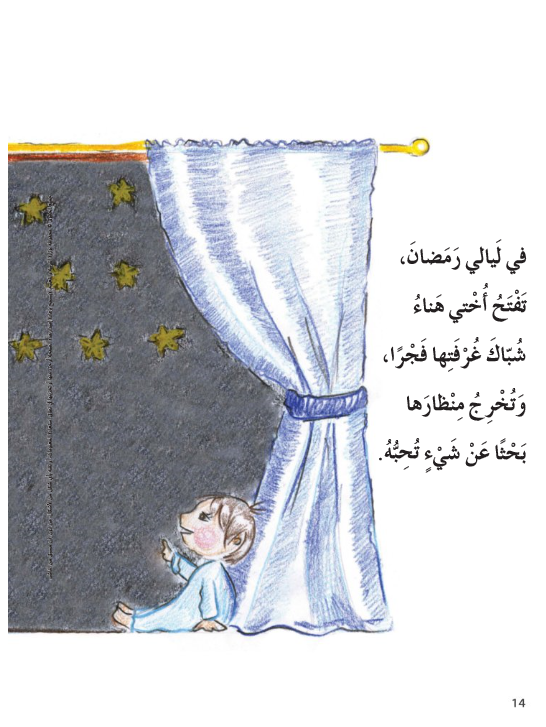 في لَيالي رَمَضانَ،
تَفْتَحُ أُخْتي هَناءُ
شُبّاكَ غُرْفَتِها فَجْرًا،
وَتُخْرِجُ مِنْظارَها
بَحْثًا عَنْ شَيْءٍ تُحِبُّهُ.
14